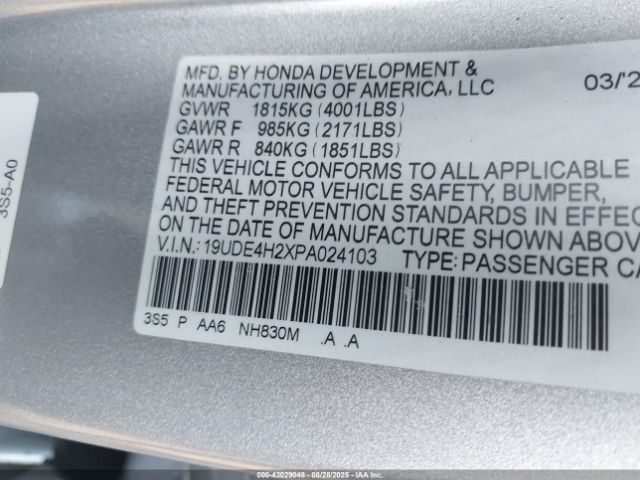 MFD. BY HONDA DEVELOPMENT &
MANUFACTURING OF AMERICA, LLC 03/'2
GVWR 1815KG (4001LBS)
GAWR F 985KG (2171LBS)
GAWR R 840KG (1851LBS)
THIS VEHICLE CONFORMS TO ALL APPLICABLE
FEDERAL MOTOR VEHICLE SAFETY, BUMPER,
AND THEFT PREVENTION STANDARDS IN EFFEC
ON THE DATE OF MANUFACTURE SHOWN ABOV
V.I.N.: 19UDE4H2XPA024103 TYPE: PASSENGER CA
3S5 P AA6 NH830M .A .A
3S5-A0
000-43029048 - 08/28/2025 - IAAI.COM